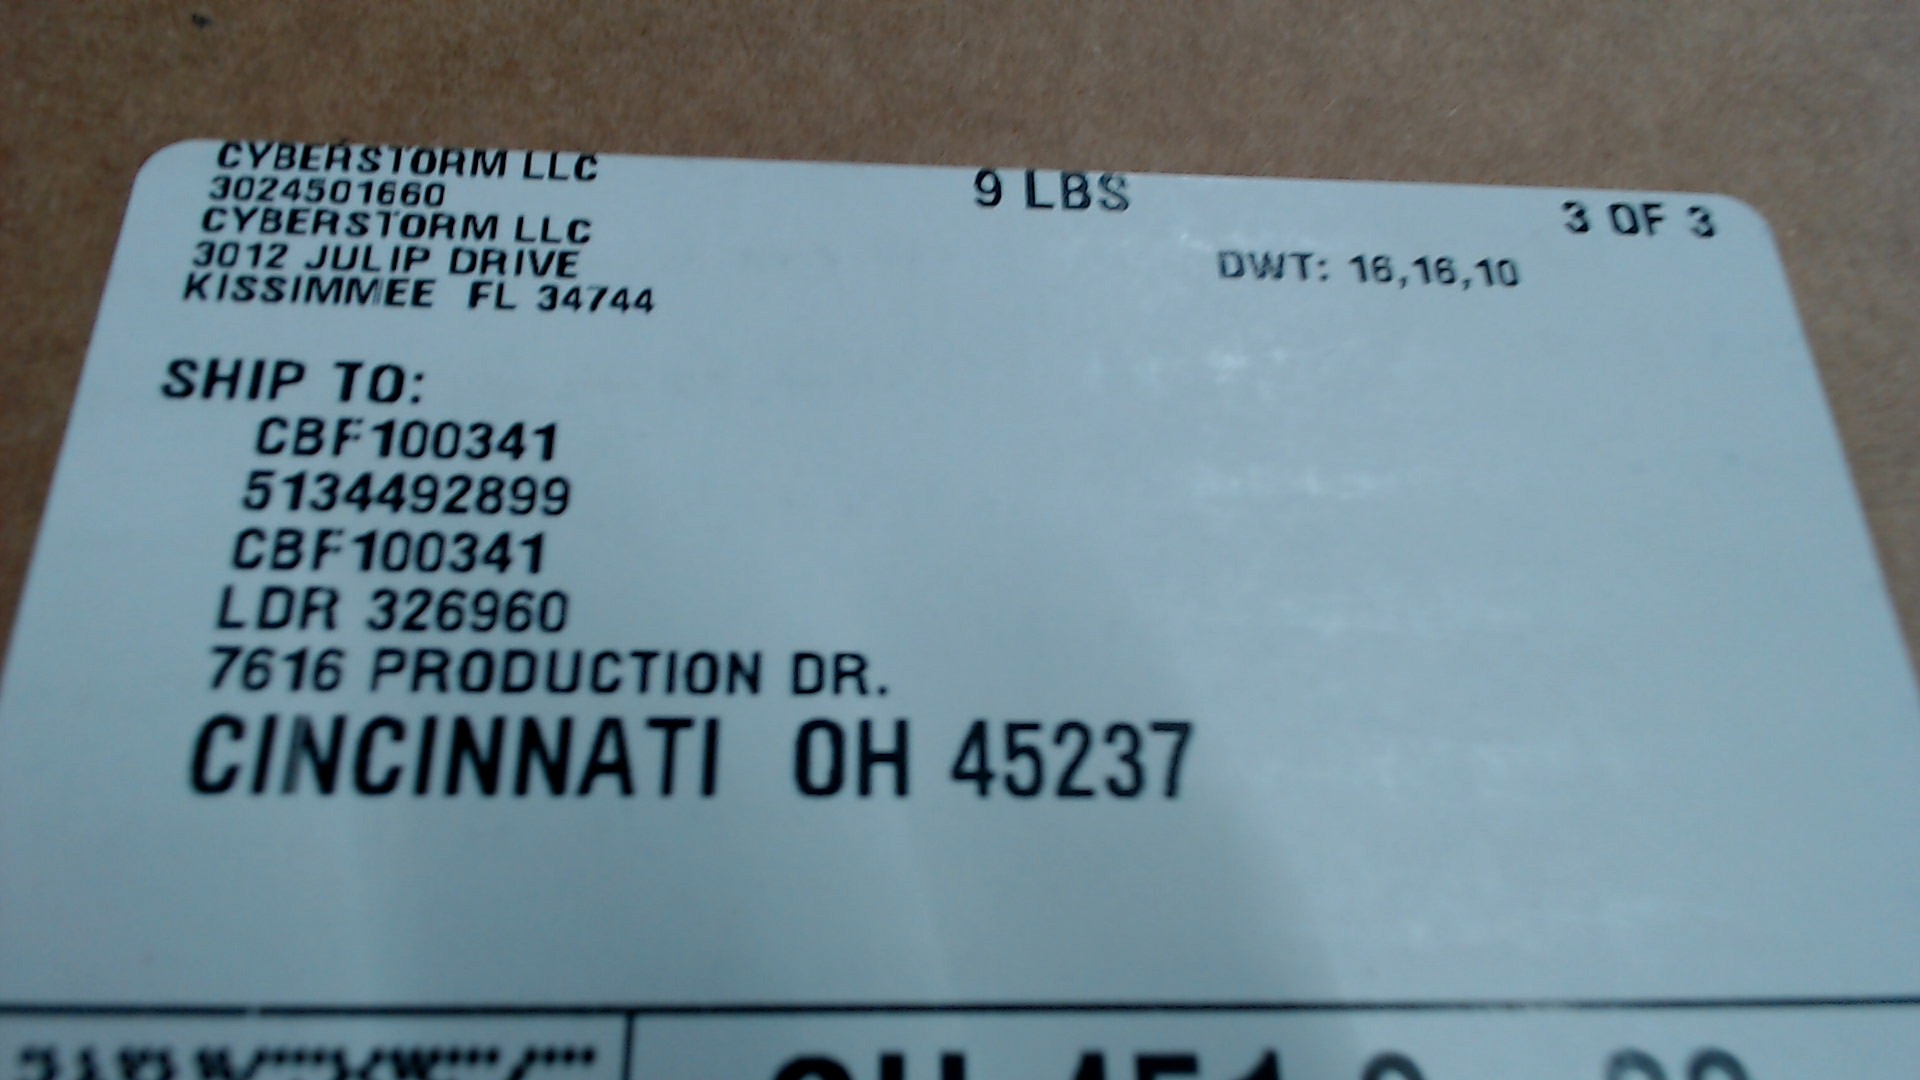 CYBERSTORM LLC
3024501660
CYBERSTORM LLC
3012 JULIP DRIVE
KISSIMMEE FL 34744
9 LBS
3 OF 3
DWT: 16,16,10
SHIP TO:
CBF100341
5134492899
CBF100341
LDR 326960
7616 PRODUCTION DR.
CINCINNATI OH 45237